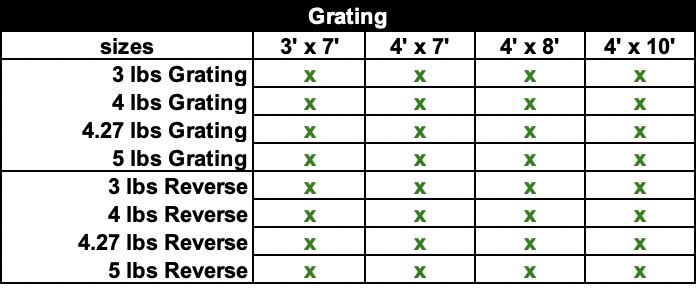 Grating
sizes 3' x 7' 4' x 7' 4' x 8' 4' x 10'
3 lbs Grating x x x x
4 lbs Grating x x x x
4.27 lbs Grating x x x x
5 lbs Grating x x x x
3 lbs Reverse x x x x
4 lbs Reverse x x x x
4.27 lbs Reverse x x x x
5 lbs Reverse x x x x